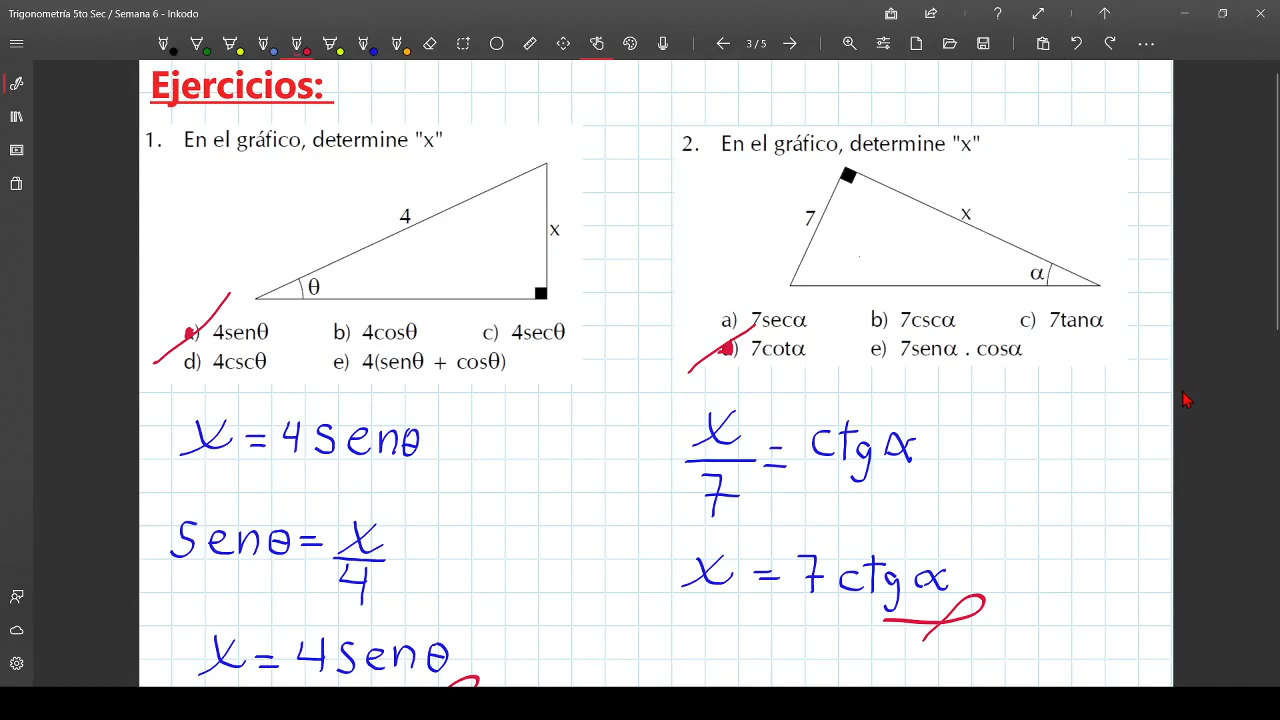 Trigonometría 5to Sec / Semana 6 - Inkodo
3/5
Ejercicios:
1. En el gráfico, determine "x"
4
x
θ
a) 4senθ b) 4cosθ c) 4secθ
d) 4cscθ e) 4(senθ + cosθ)
x = 4 senθ
senθ = x/4
x = 4 senθ
2. En el gráfico, determine "x"
7
x
α
a) 7secα b) 7cscα c) 7tanα
) 7cotα e) 7senα . cosα
x/7 = ctg α
x = 7 ctg α